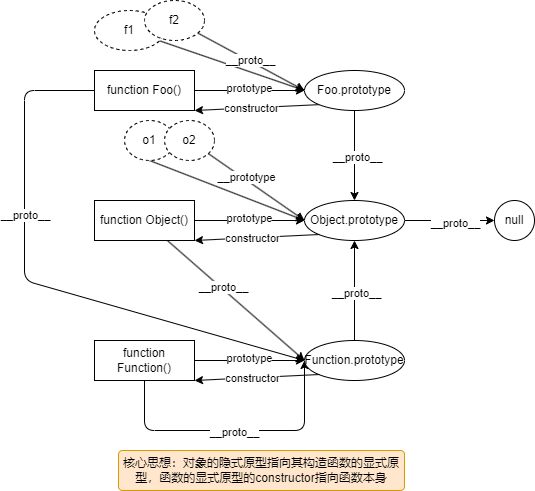 f1
f2
__proto__
function Foo()
prototype
Foo.prototype
constructor
o1
o2
__proto__
__prototype
__proto__
function Object()
prototype
Object.prototype
__proto__
null
constructor
__proto__
__proto__
function
Function()
prototype
Function.prototype
constructor
__proto__
核心思想：对象的隐式原型指向其构造函数的显式原
型，函数的显式原型的constructor指向函数本身